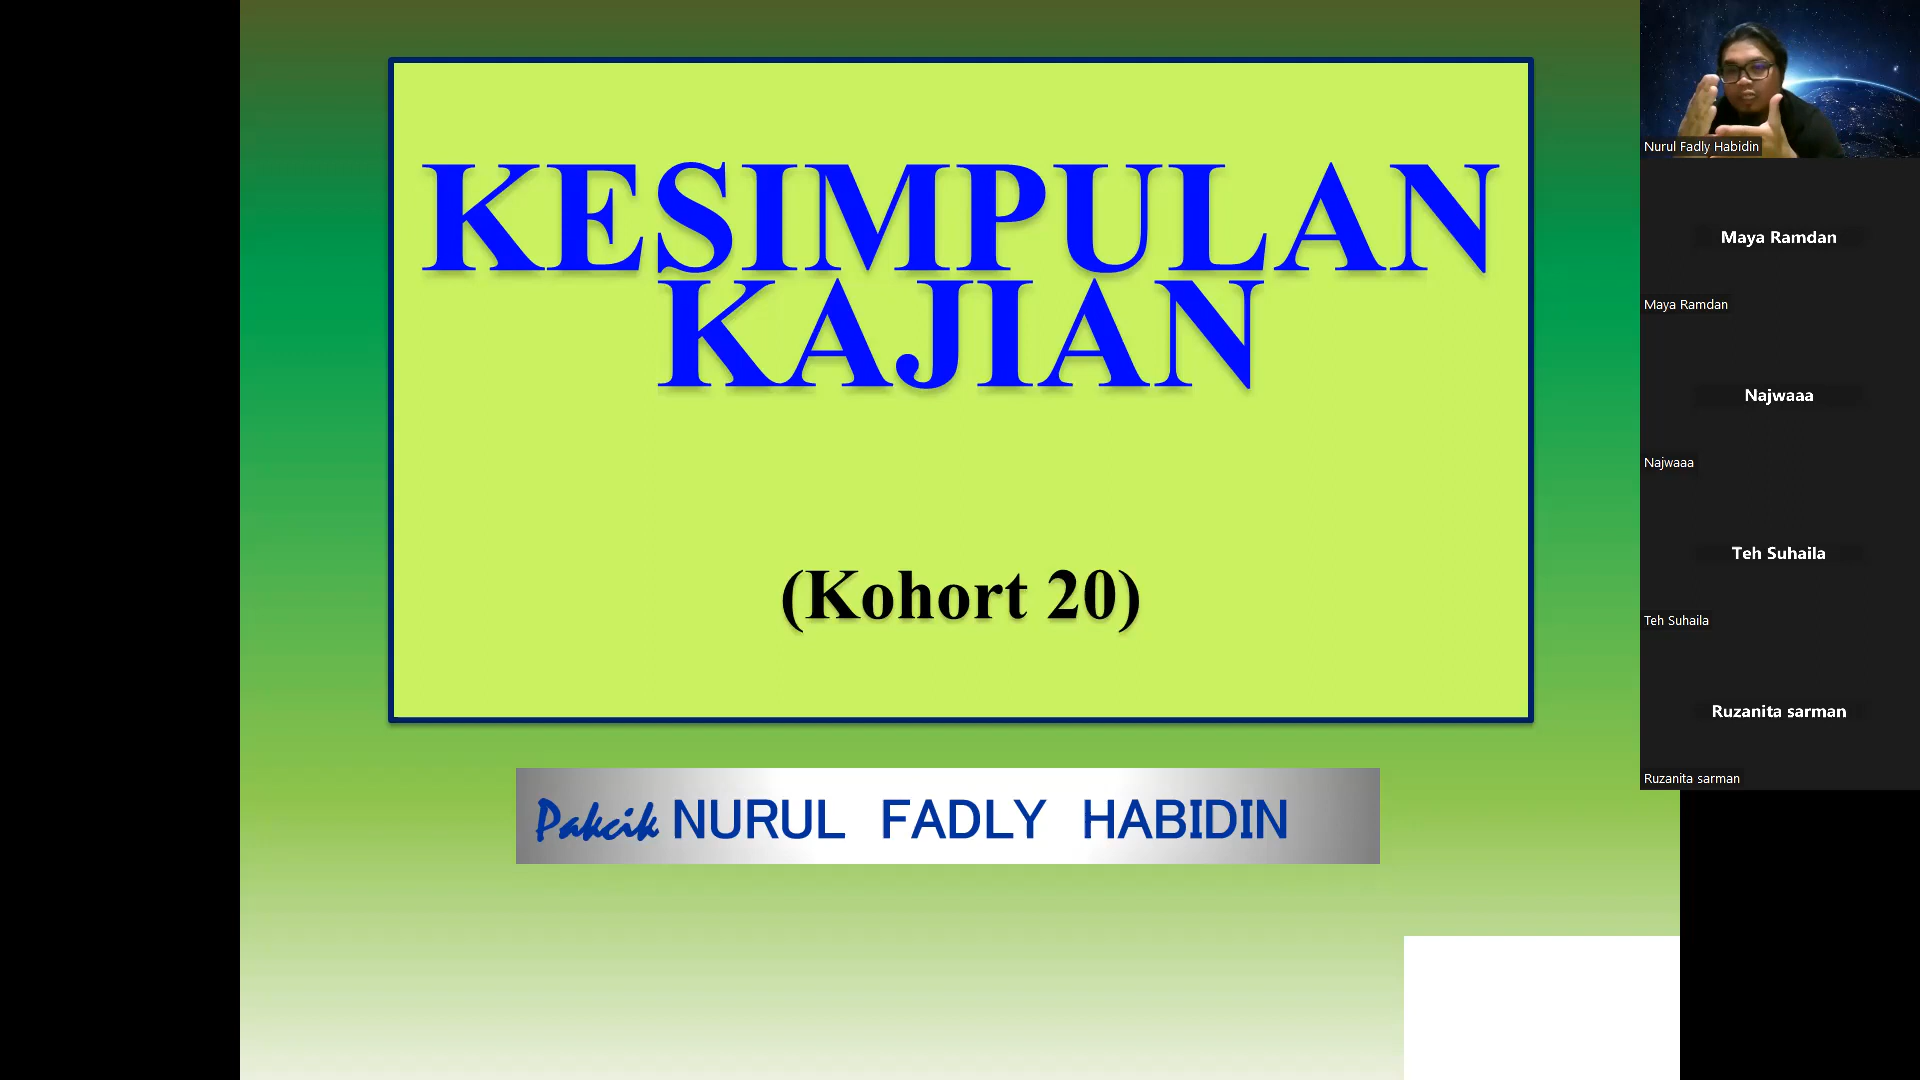 KESIMPULAN
KAJIAN
(Kohort 20)
Pakcik NURUL FADLY HABIDIN
Nurul Fadly Habidin
Maya Ramdan
Maya Ramdan
Najwaaa
Najwaaa
Teh Suhaila
Teh Suhaila
Ruzanita sarman
Ruzanita sarman